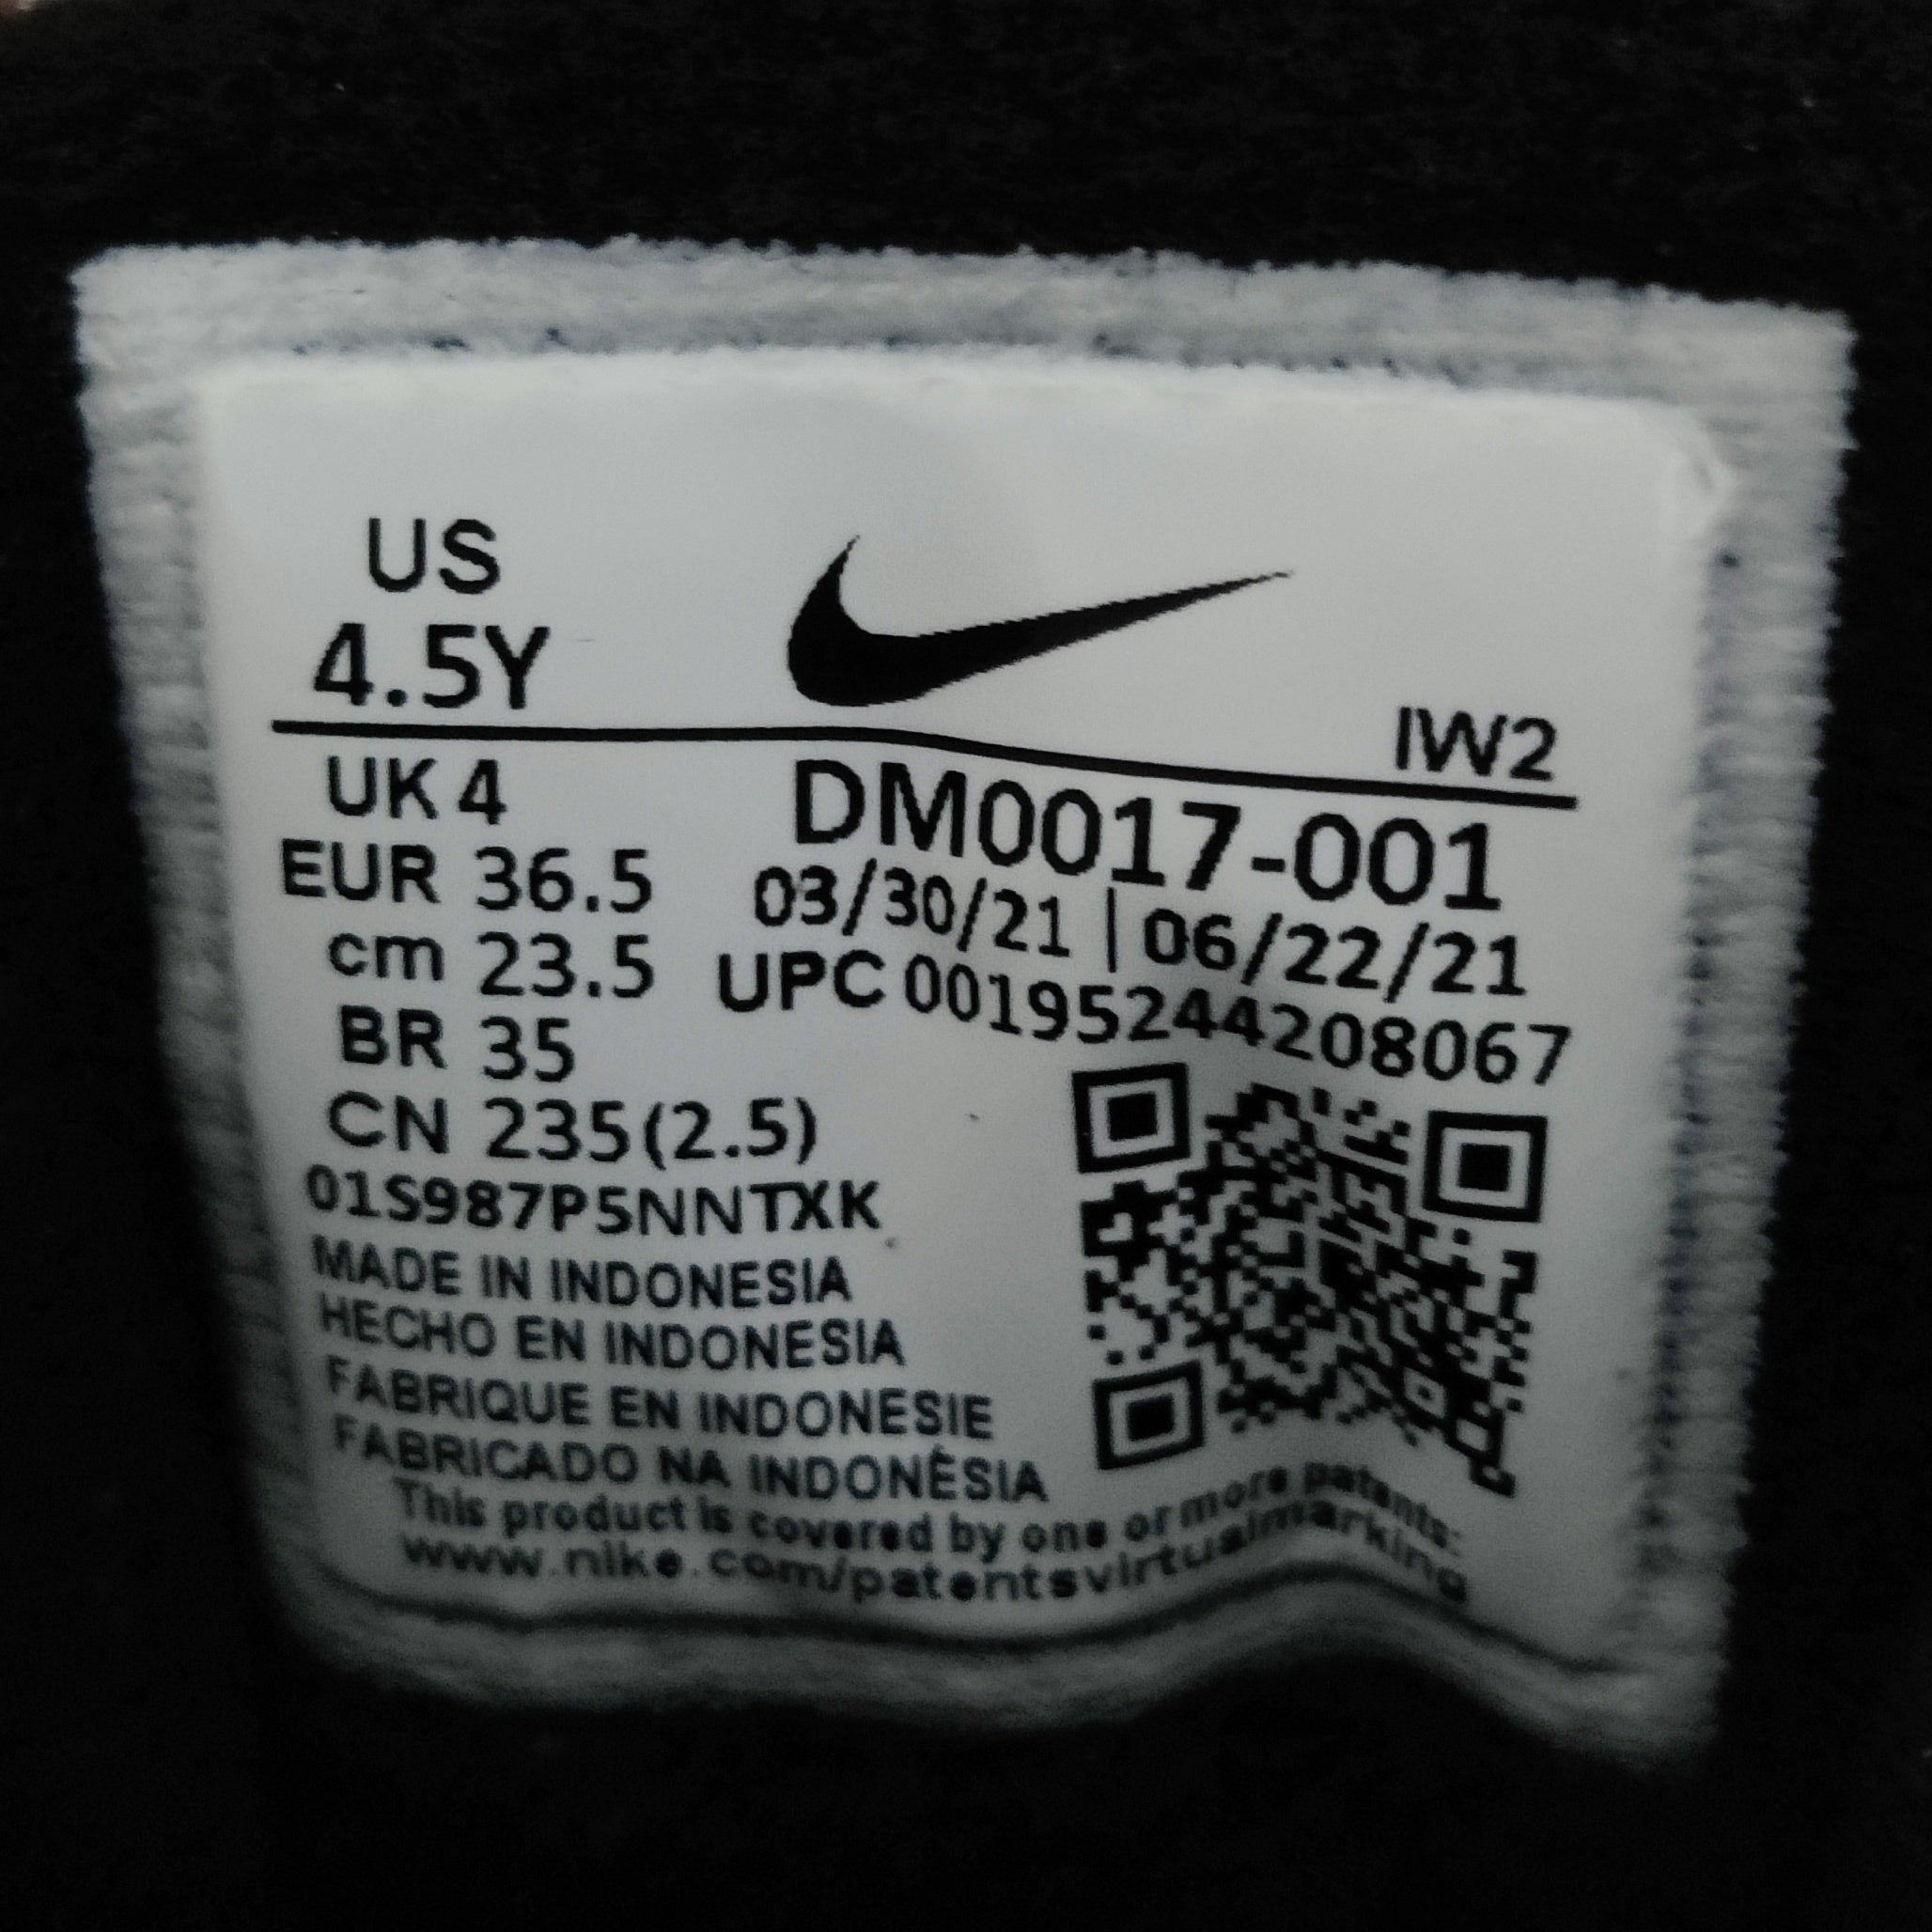 US
4.5Y
IW2
UK 4
EUR 36.5
cm 23.5
BR 35
CN 235(2.5)
DM0017-001
03/30/21 | 06/22/21
UPC 00195244208067
01S987P5NNTXK
MADE IN INDONESIA
HECHO EN INDONESIA
FABRIQUE EN INDONESIE
FABRICADO NA INDONÉSIA
This product is covered by one or more patents:
www.nike.com/patentsvirtualmarking